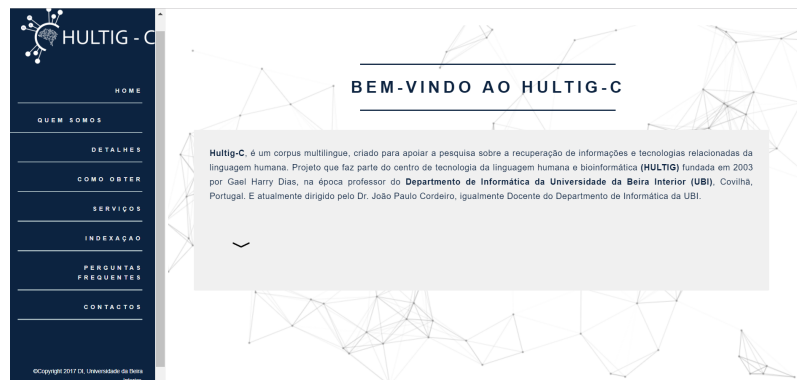 HULTIG - C
HOME
QUEM SOMOS
DETALHES
COMO OBTER
SERVIÇOS
INDEXAÇAO
PERGUNTAS
FREQUENTES
CONTACTOS
©Copyright 2017 DI, Universidade da Beira
BEM-VINDO AO HULTIG-C
Hultig-C, é um corpus multilingue, criado para apoiar a pesquisa sobre a recuperação de informações e tecnologias relacionadas da
linguagem humana. Projeto que faz parte do centro de tecnologia da linguagem humana e bioinformática (HULTIG) fundada em 2003
por Gael Harry Dias, na época professor do Departmento de Informática da Universidade da Beira Interior (UBI), Covilhã,
Portugal. E atualmente dirigido pelo Dr. João Paulo Cordeiro, igualmente Docente do Departmento de Informática da UBI.